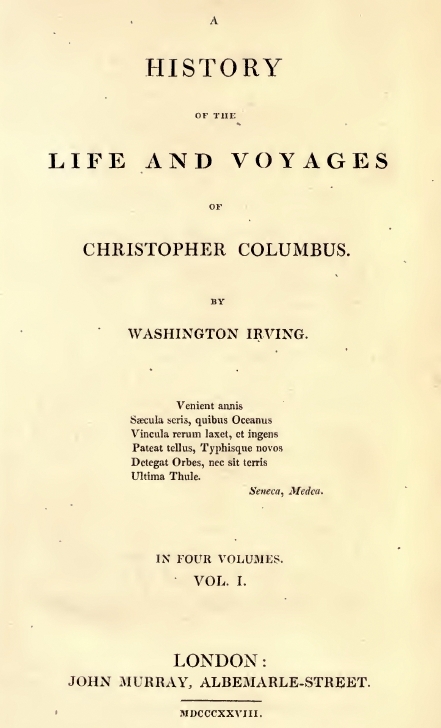 A
HISTORY
OF THE
LIFE AND VOYAGES
OF
CHRISTOPHER COLUMBUS.
BY
WASHINGTON IRVING.
Venient annis
Sæcula seris, quibus Oceanus
Vincula rerum laxet, et ingens
Pateat tellus, Typhisque novos
Detegat Orbes, nec sit terris
Ultima Thule.
Seneca, Medea.
IN FOUR VOLUMES.
VOL. I.
LONDON:
JOHN MURRAY, ALBEMARLE-STREET.
MDCCCXXVIII.